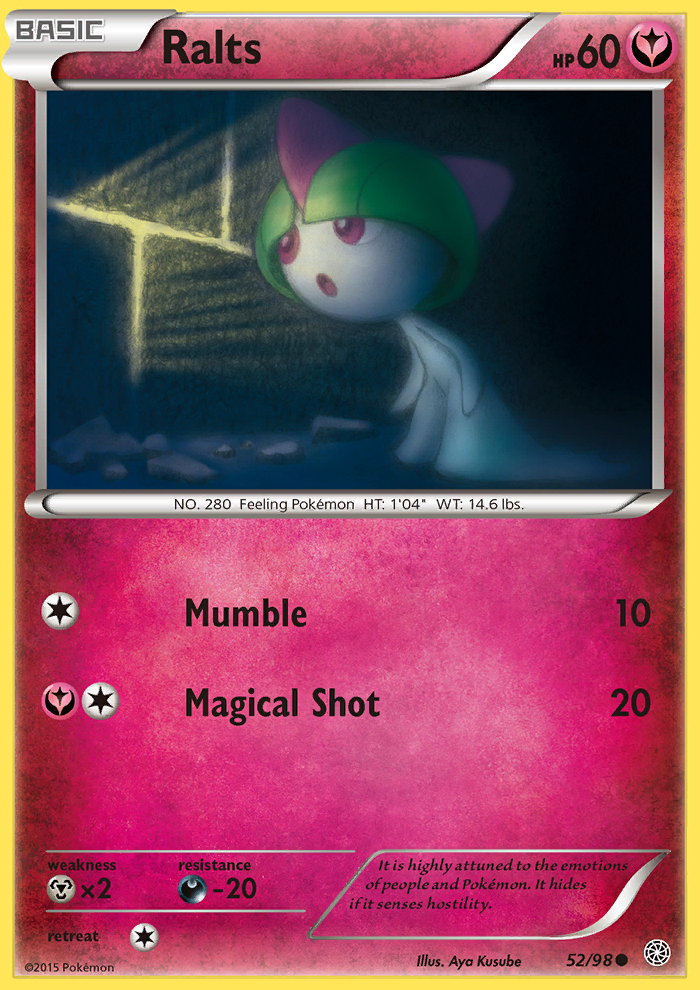 BASIC
Ralts
HP60
NO. 280 Feeling Pokémon HT: 1'04" WT: 14.6 lbs.
Mumble 10
Magical Shot 20
weakness
×2
resistance
-20
It is highly attuned to the emotions
of people and Pokémon. It hides
if it senses hostility.
retreat
©2015 Pokémon
Illus. Aya Kusube
52/98